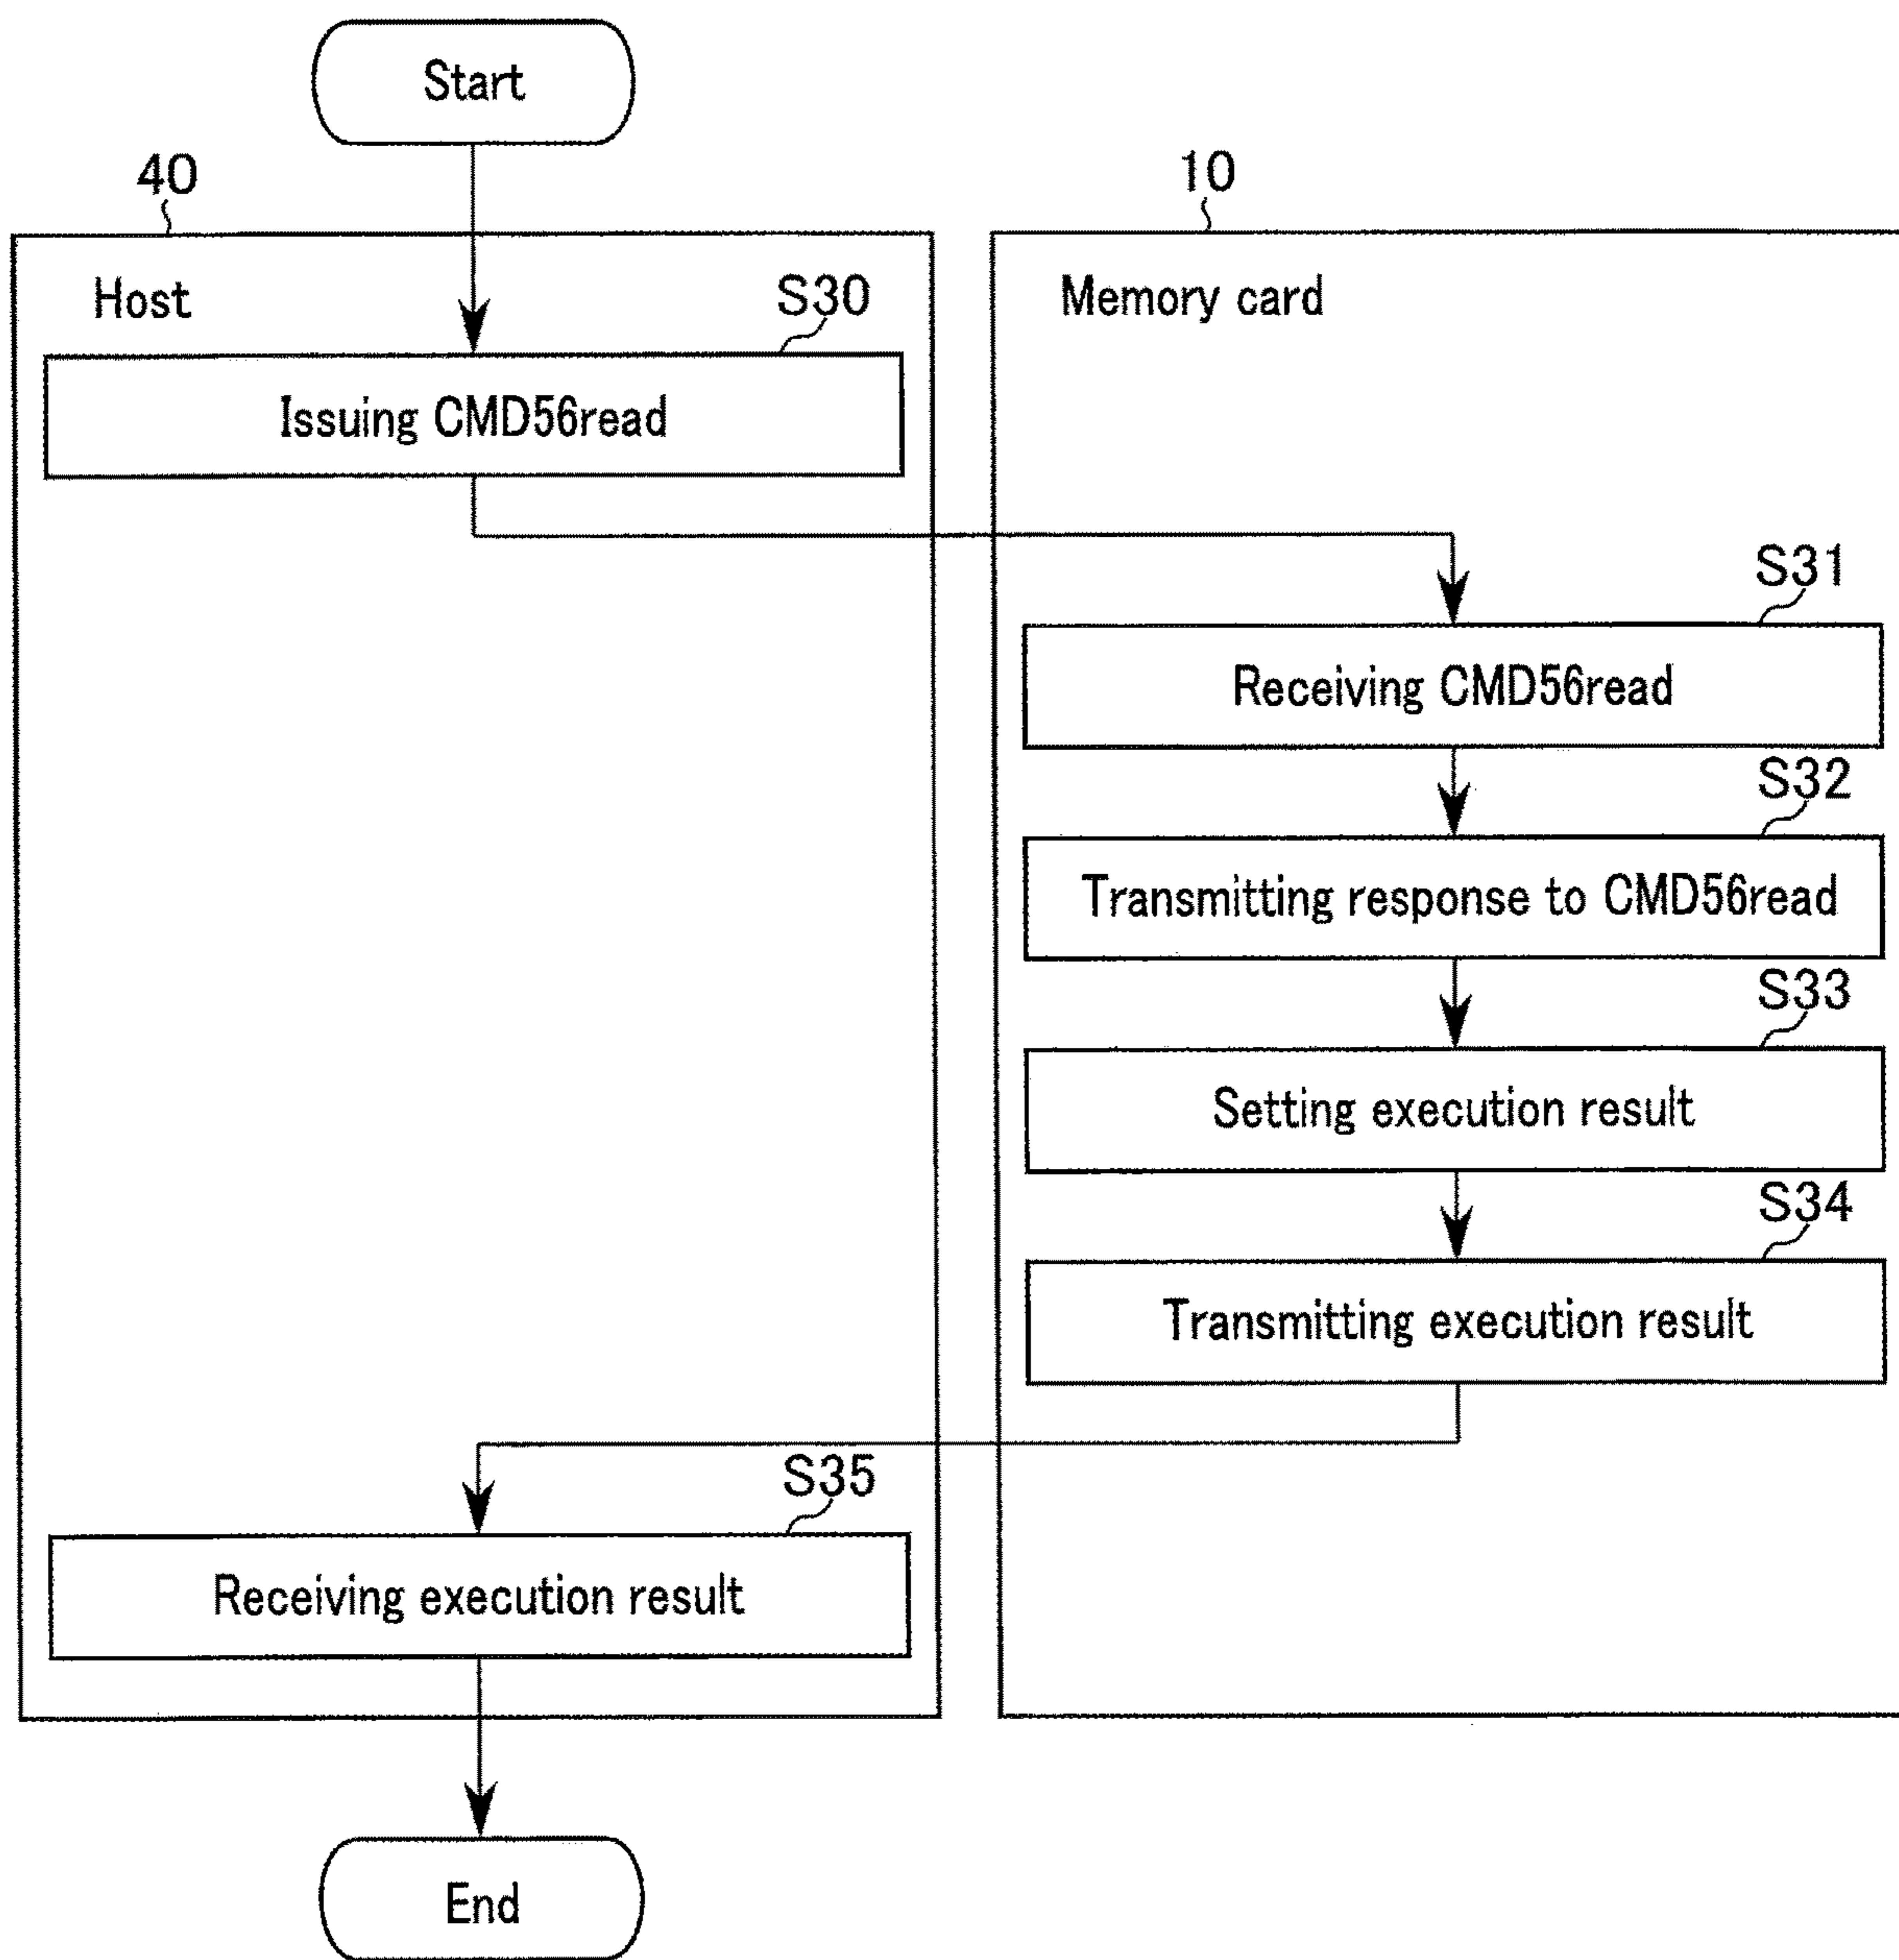 Start
40
10
Host
Memory card
S30
Issuing CMD56read
S31
Receiving CMD56read
S32
Transmitting response to CMD56read
S33
Setting execution result
S34
Transmitting execution result
S35
Receiving execution result
End